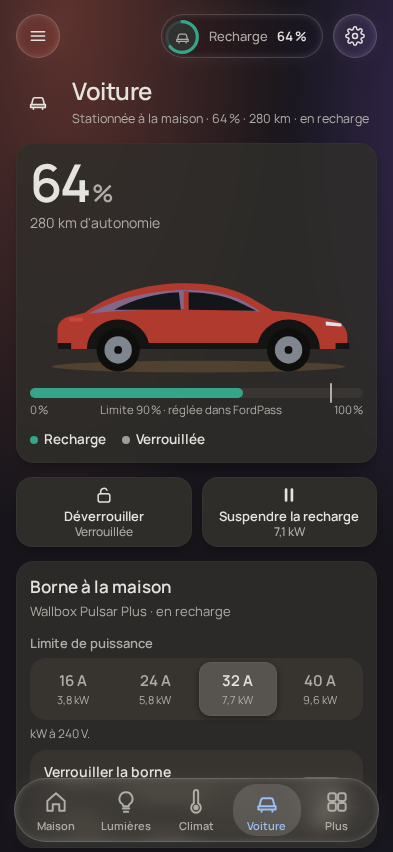 Recharge 64 %
Voiture
Stationnée à la maison · 64 % · 280 km · en recharge
64 %
280 km d'autonomie
0 % Limite 90 % · réglée dans FordPass 100 %
Recharge Verrouillée
Déverrouiller
Verrouillée
Suspendre la recharge
7,1 kW
Borne à la maison
Wallbox Pulsar Plus · en recharge
Limite de puissance
16 A 24 A 32 A 40 A
3,8 kW 5,8 kW 7,7 kW 9,6 kW
kW à 240 V.
Verrouiller la borne
Maison Lumières Climat Voiture Plus